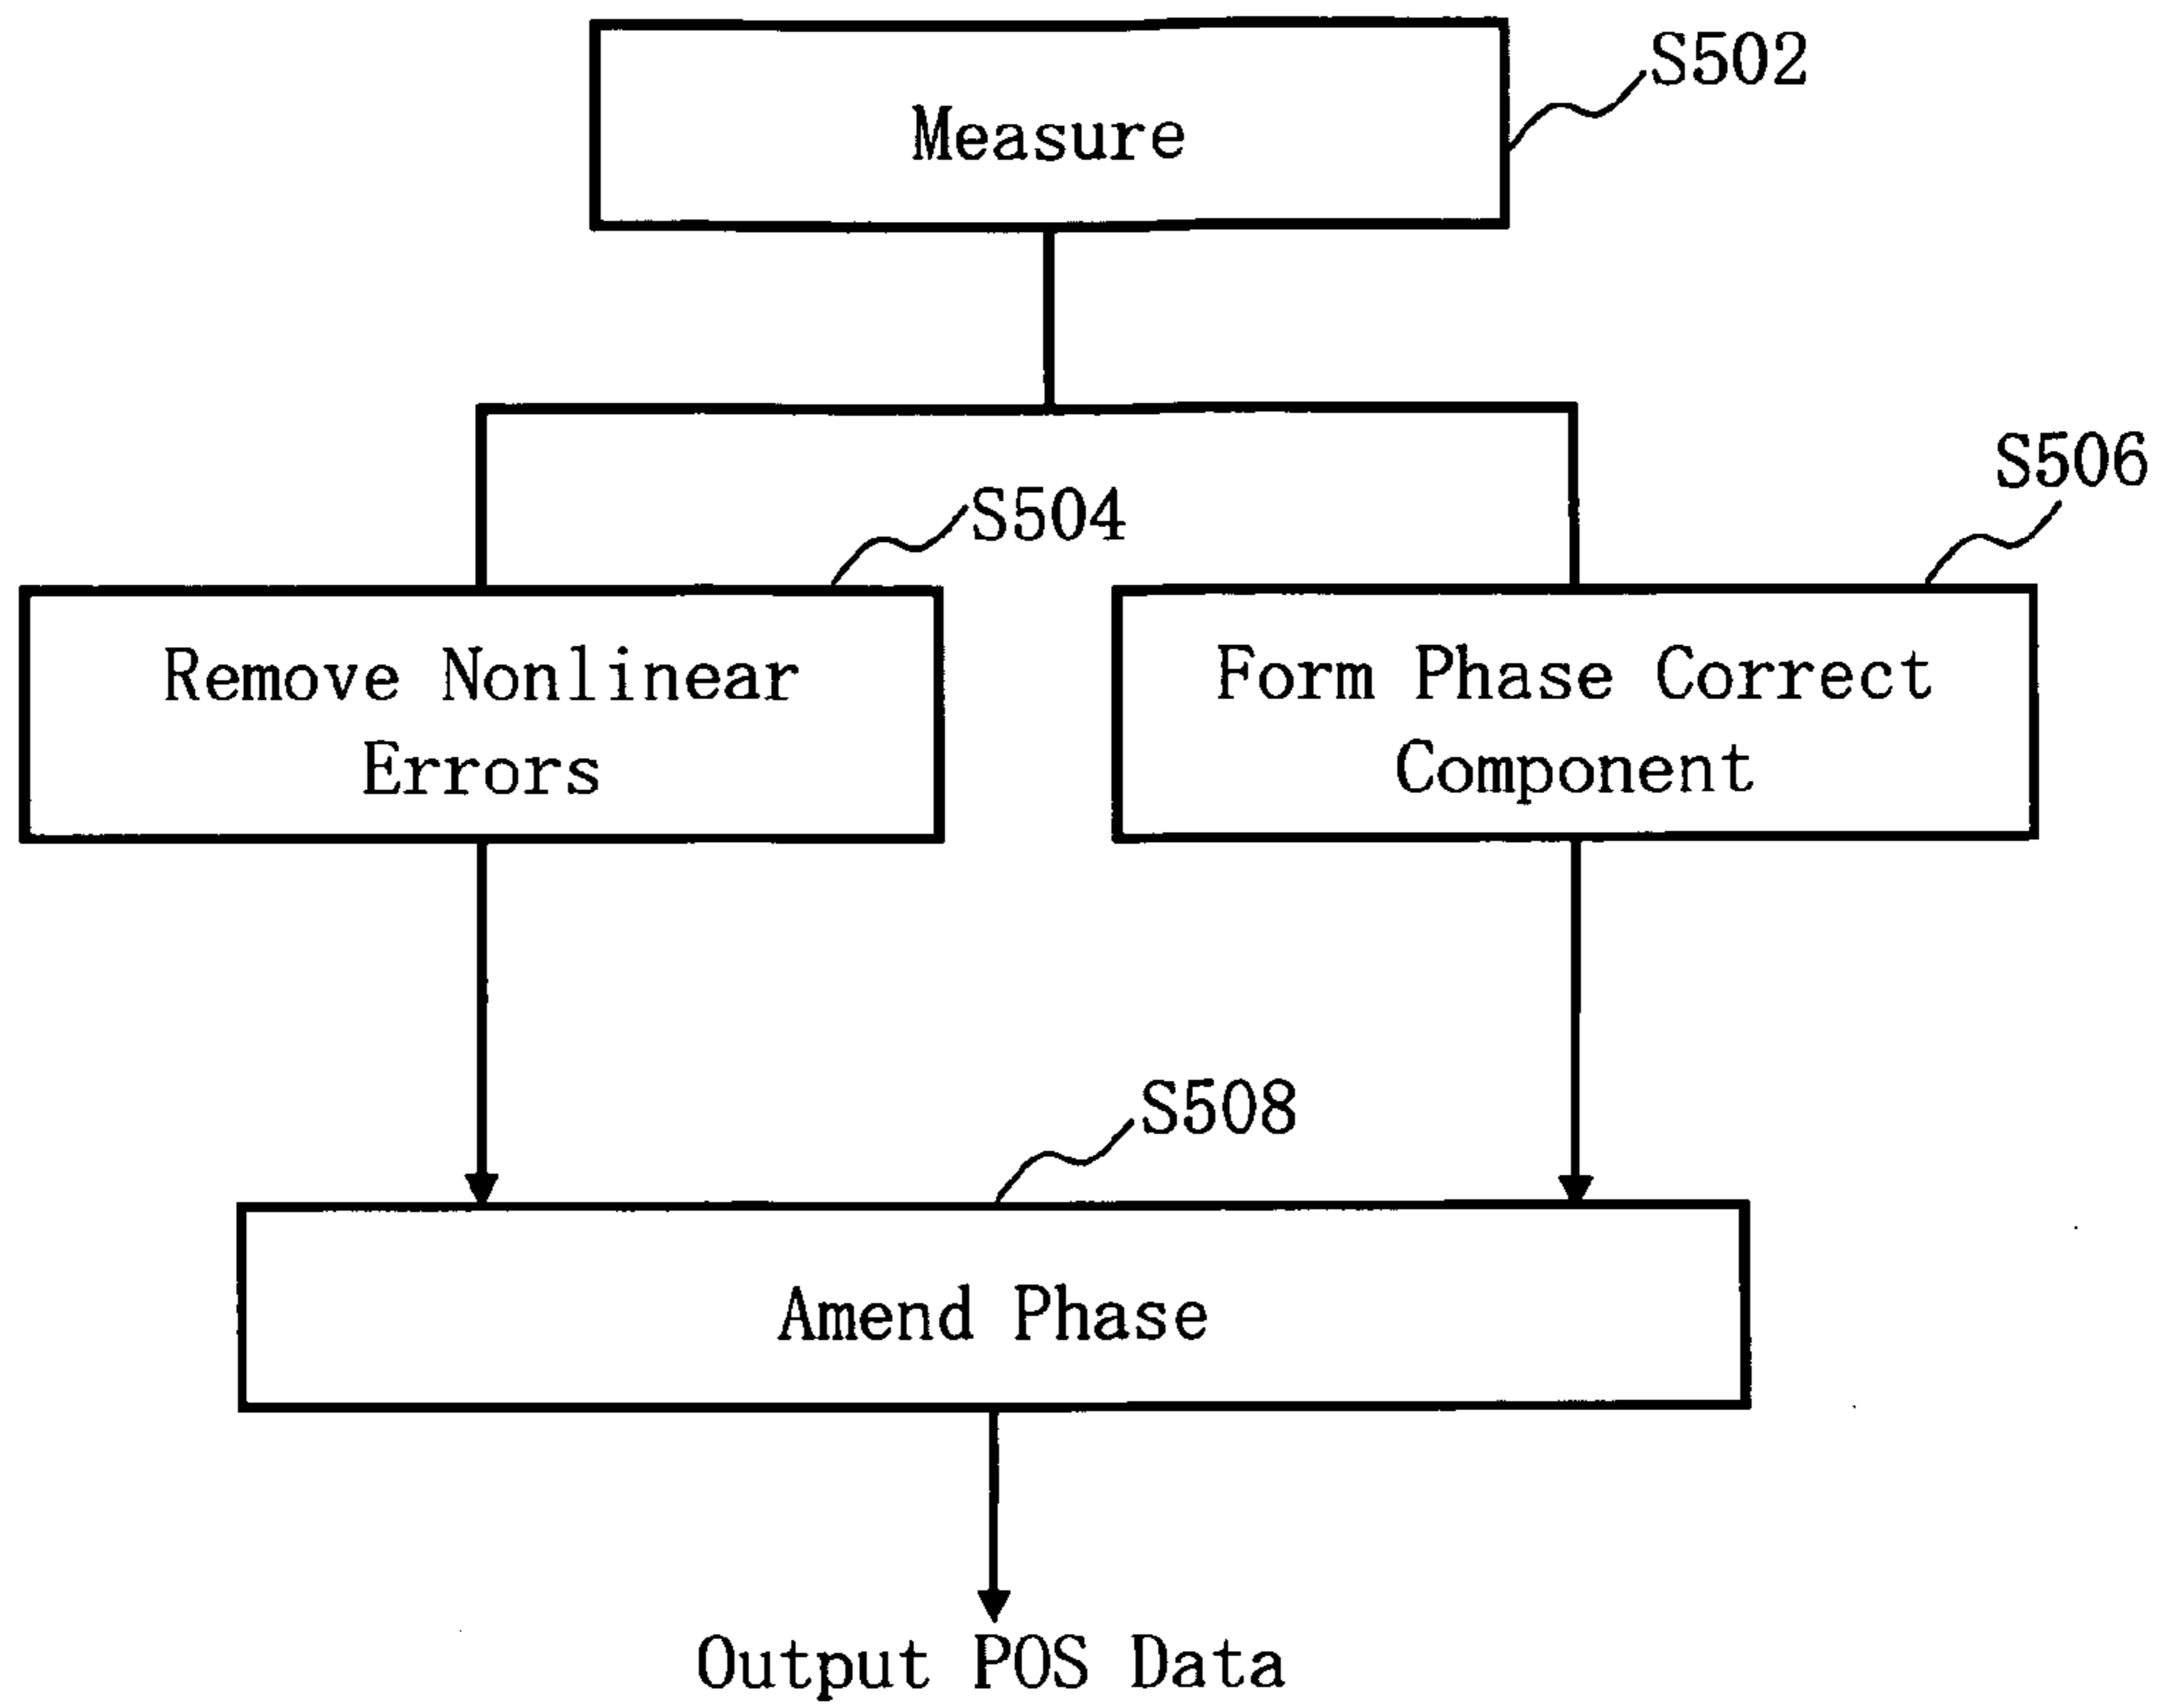 S502
Measure
S504
S506
Remove Nonlinear
Errors
Form Phase Correct
Component
S508
Amend Phase
Output POS Data